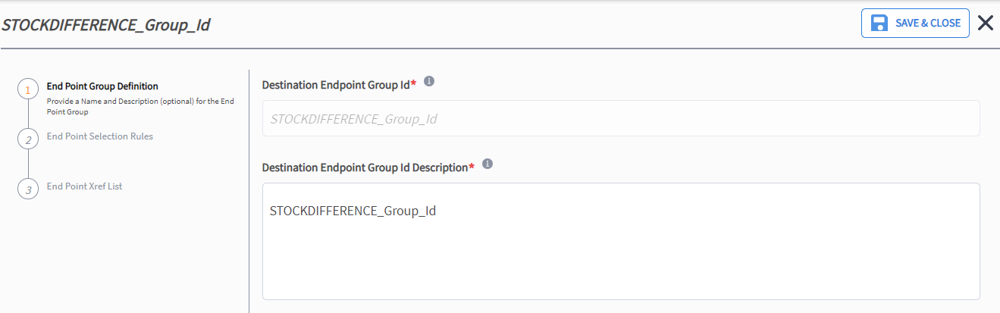 STOCKDIFFERENCE_Group_Id
SAVE & CLOSE
1
End Point Group Definition
Provide a Name and Description (optional) for the End
Point Group
2
End Point Selection Rules
3
End Point Xref List
Destination Endpoint Group Id*
STOCKDIFFERENCE_Group_Id
Destination Endpoint Group Id Description*
STOCKDIFFERENCE_Group_Id